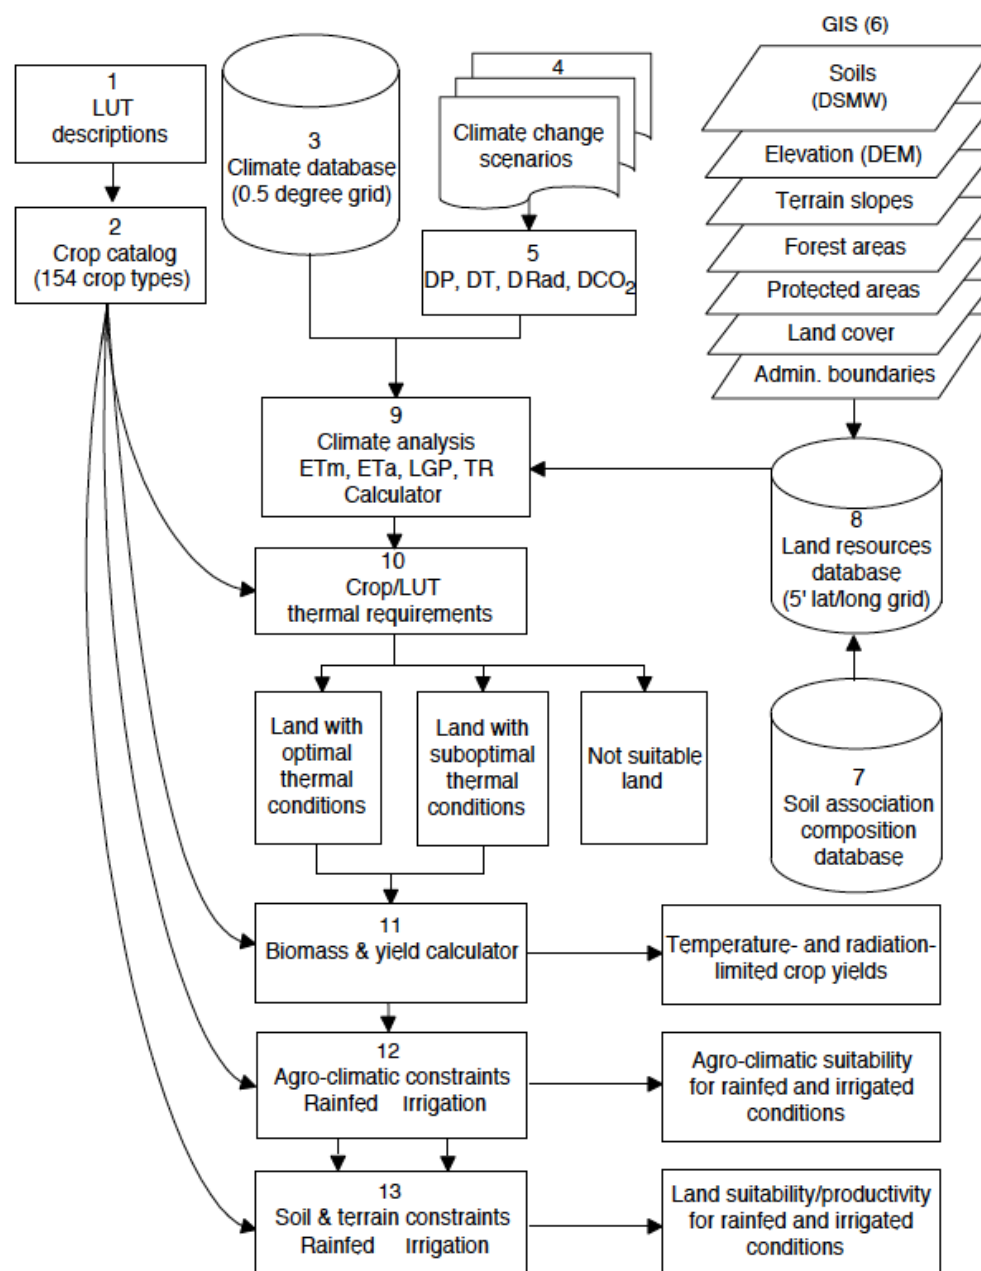 GIS (6)
1
LUT
descriptions
2
Crop catalog
(154 crop types)
3
Climate database
(0.5 degree grid)
4
Climate change
scenarios
5
DP, DT, DRad, DCO₂
Soils
(DSMW)
Elevation (DEM)
Terrain slopes
Forest areas
Protected areas
Land cover
Admin. boundaries
9
Climate analysis
ETm, ETa, LGP, TR
Calculator
8
Land resources
database
(5' lat/long grid)
10
Crop/LUT
thermal requirements
Land with
optimal
thermal
conditions
Land with
suboptimal
thermal
conditions
Not suitable
land
7
Soil association
composition
database
11
Biomass & yield calculator
Temperature- and radiation-
limited crop yields
12
Agro-climatic constraints
Rainfed Irrigation
Agro-climatic suitability
for rainfed and irrigated
conditions
13
Soil & terrain constraints
Rainfed Irrigation
Land suitability/productivity
for rainfed and irrigated
conditions